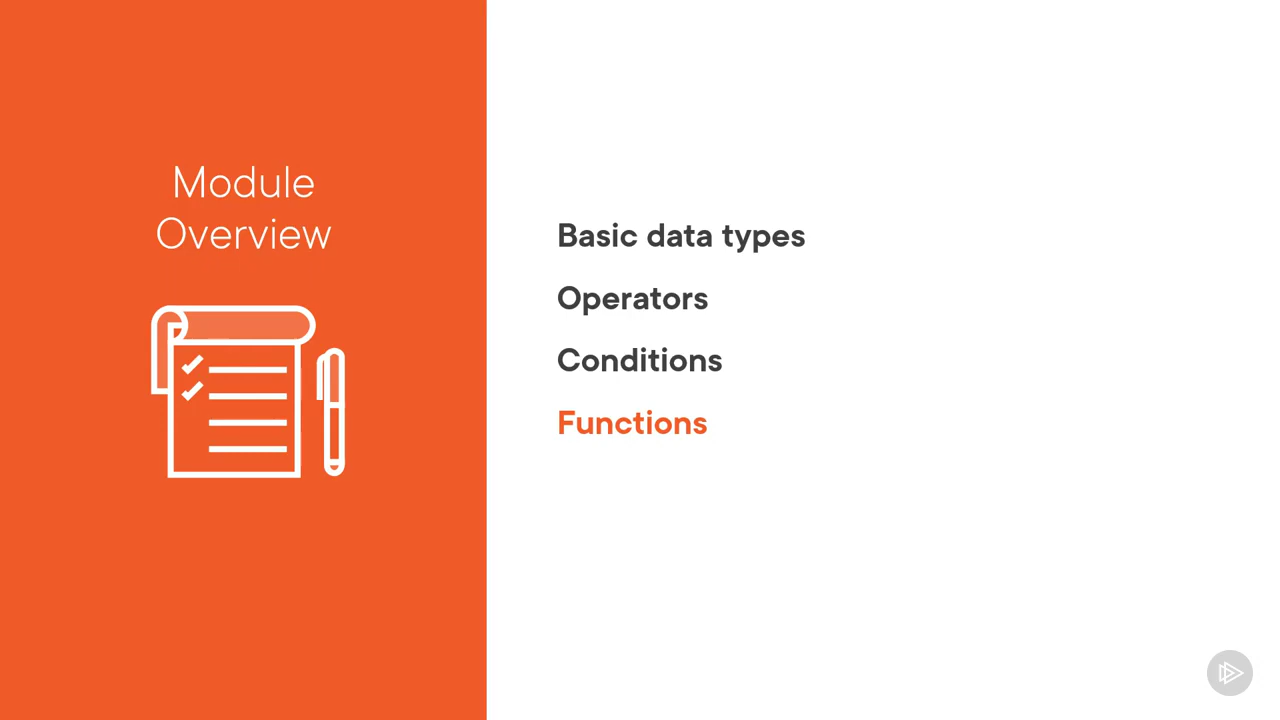 Module
Overview
Basic data types
Operators
Conditions
Functions